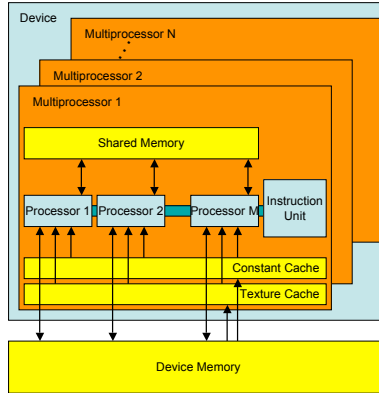 Device
Multiprocessor N
Multiprocessor 2
Multiprocessor 1
Shared Memory
Processor 1
Processor 2
Processor M
Instruction
Unit
Constant Cache
Texture Cache
Device Memory